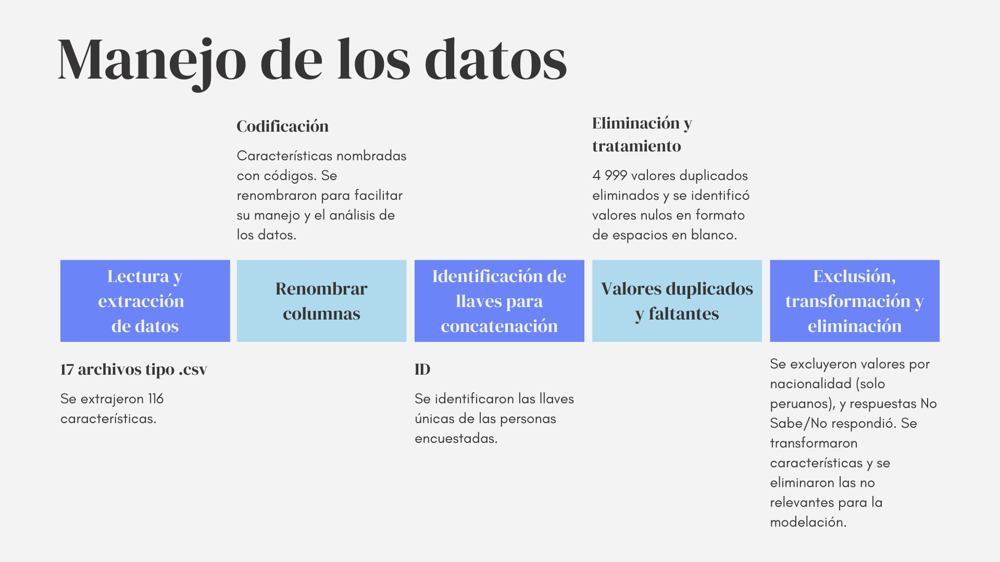 Manejo de los datos
Codificación
Características nombradas
con códigos. Se
renombraron para facilitar
su manejo y el análisis de
los datos.
Eliminación y
tratamiento
4 999 valores duplicados
eliminados y se identificó
valores nulos en formato
de espacios en blanco.
Lectura y
extracción
de datos
Renombrar
columnas
Identificación de
llaves para
concatenación
Valores duplicados
y faltantes
Exclusión,
transformación y
eliminación
17 archivos tipo .csv
Se extrajeron 116
características.
ID
Se identificaron las llaves
únicas de las personas
encuestadas.
Se excluyeron valores por
nacionalidad (solo
peruanos), y respuestas No
Sabe/No respondió. Se
transformaron
características y se
eliminaron las no
relevantes para la
modelación.